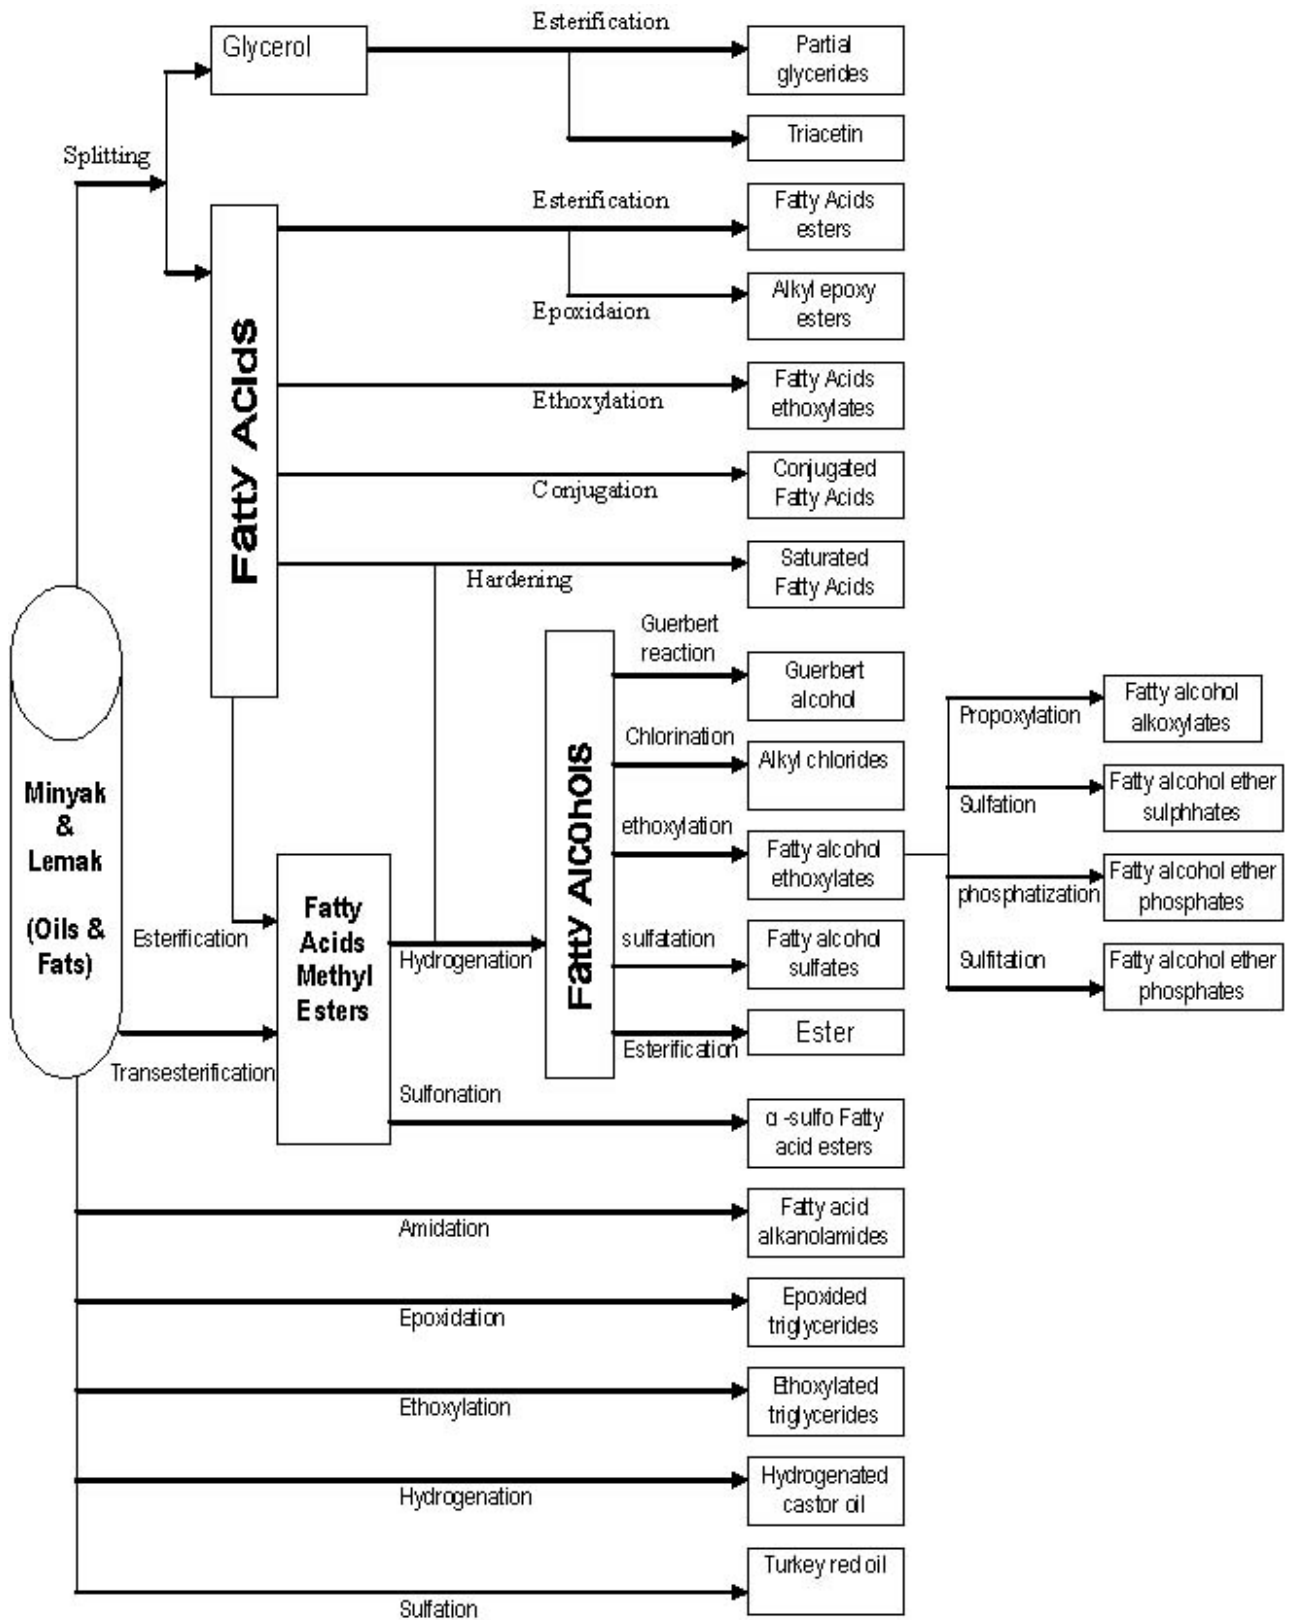 Esterification
Glycerol
Partial
glycerides
Triacetin
Splitting
Esterification
Fatty Acids
esters
Alkyl epoxy
esters
Epoxidaion
Fatty Acids
Fatty Acids
ethoxylates
Ethoxylation
Conjugated
Fatty Acids
Conjugation
Saturated
Fatty Acids
Hardening
Guerbert
reaction
Guerbert
alcohol
Fatty alcohol
alkoxylates
Propoxylation
Chlorination
Alkyl chlorides
Fatty Alcohols
Minyak
&
Lemak
(Oils &
Fats)
Fatty alcohol ether
sulphhates
Sulfation
ethoxylation
Fatty alcohol
ethoxylates
Fatty alcohol ether
phosphates
phosphatization
Esterification
Fatty
Acids
Methyl
Esters
Hydrogenation
sulfatation
Fatty alcohol
sulfates
Sulfitation
Fatty alcohol ether
phosphates
Ester
Esterification
Transesterification
Sulfonation
α -sulfo Fatty
acid esters
Fatty acid
alkanolamides
Amidation
Epoxided
triglycerides
Epoxidation
Ethoxylated
triglycerides
Ethoxylation
Hydrogenated
castor oil
Hydrogenation
Turkey red oil
Sulfation